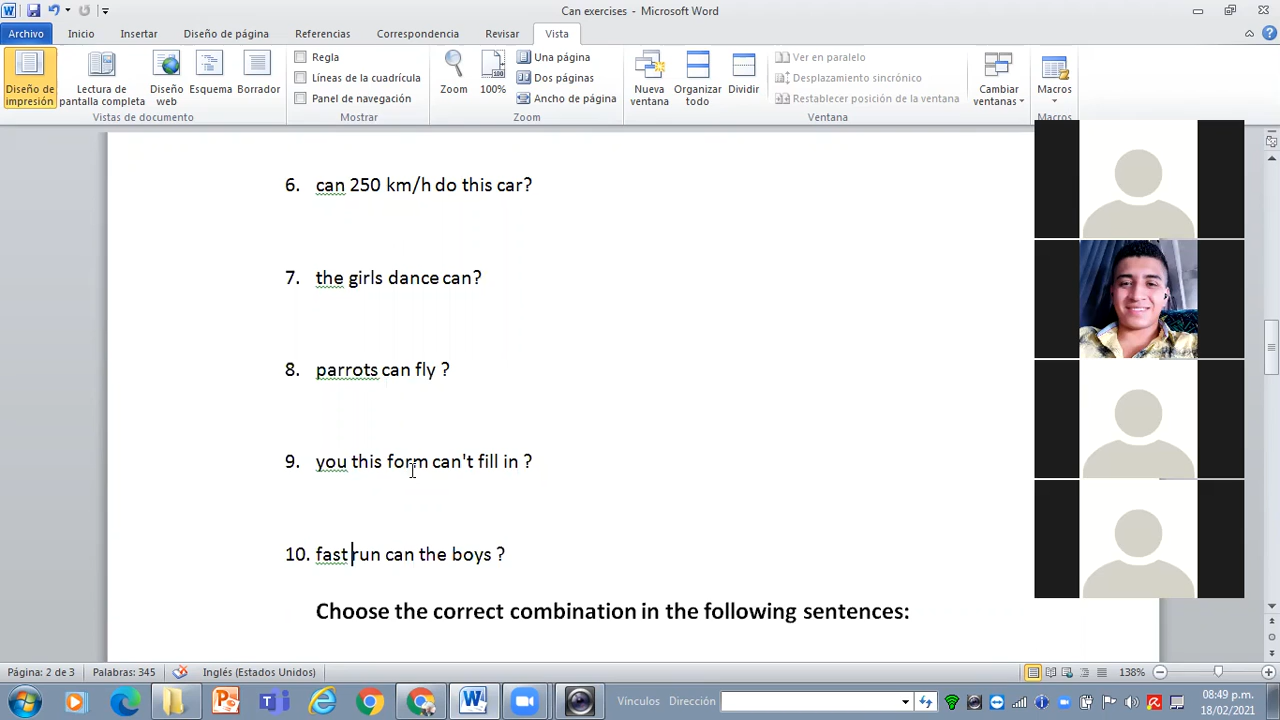 Can exercises - Microsoft Word
Archivo Inicio Insertar Diseño de página Referencias Correspondencia Revisar Vista
Diseño de impresión
Lectura de pantalla completa
Diseño web
Esquema
Borrador
Vistas de documento
Regla
Líneas de la cuadrícula
Panel de navegación
Mostrar
Zoom
100%
Una página
Dos páginas
Ancho de página
Zoom
Nueva ventana
Organizar todo
Dividir
Ver en paralelo
Desplazamiento sincrónico
Restablecer posición de la ventana
Cambiar ventanas
Ventana
Macros
Macros
6. can 250 km/h do this car?
7. the girls dance can?
8. parrots can fly ?
9. you this form can't fill in ?
10. fast run can the boys ?
Choose the correct combination in the following sentences:
Página: 2 de 3 Palabras: 345 Inglés (Estados Unidos) 138%
Vínculos Dirección
08:49 p.m.
18/02/2021